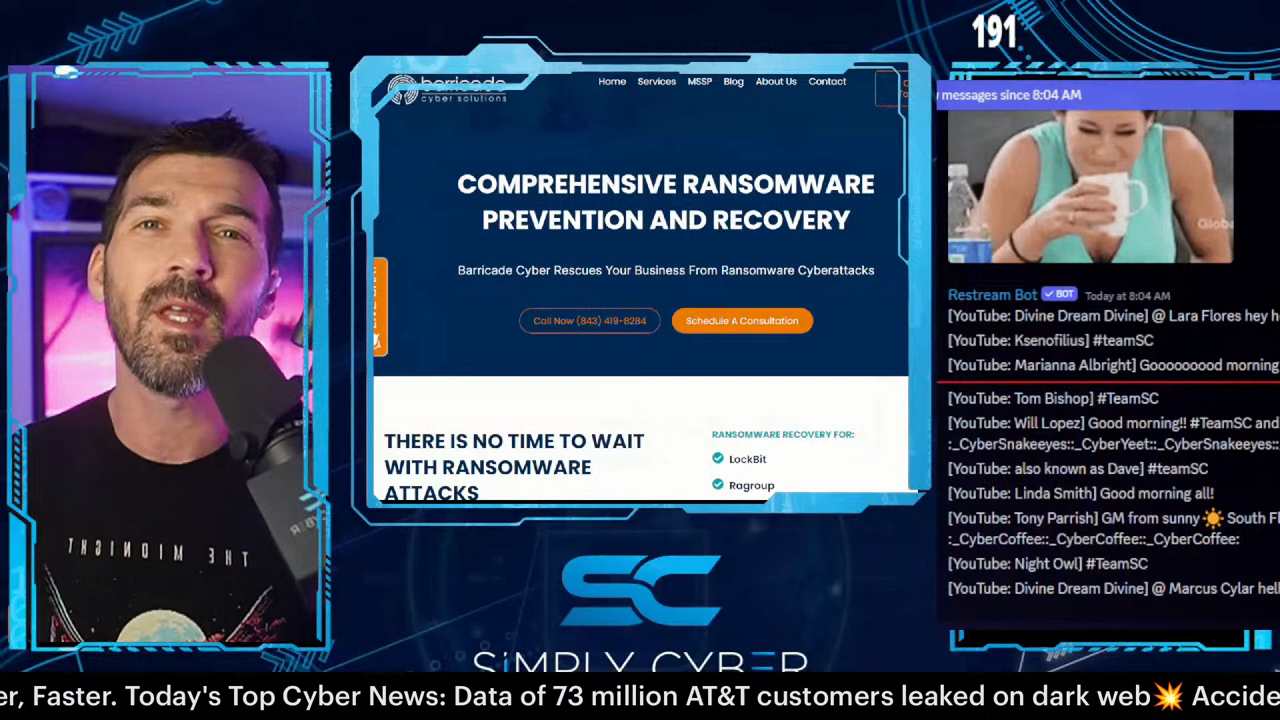 191
barricade
cyber solutions
Home Services MSSP Blog About Us Contact
COMPREHENSIVE RANSOMWARE
PREVENTION AND RECOVERY
Barricade Cyber Rescues Your Business From Ransomware Cyberattacks
Call Now (843) 419-8284
Schedule A Consultation
THERE IS NO TIME TO WAIT
WITH RANSOMWARE
ATTACKS
RANSOMWARE RECOVERY FOR:
LockBit
Ragroup
messages since 8:04 AM
Global
Restream Bot BOT Today at 8:04 AM
[YouTube: Divine Dream Divine] @ Lara Flores hey
[YouTube: Ksenofilius] #teamSC
[YouTube: Marianna Albright] Gooooooood morning
[YouTube: Tom Bishop] #TeamSC
[YouTube: Will Lopez] Good morning!! #TeamSC and
:_CyberSnakeeyes::_CyberYeet::_CyberSnakeeyes:
[YouTube: also known as Dave] #teamSC
[YouTube: Linda Smith] Good morning all!
[YouTube: Tony Parrish] GM from sunny☀️ South
:_CyberCoffee::_CyberCoffee::_CyberCoffee:
[YouTube: Night Owl] #TeamSC
[YouTube: Divine Dream Divine] @ Marcus Cylar
THE MIDNIGHT
SC
SIMPLY CYBER
er, Faster. Today's Top Cyber News: Data of 73 million AT&T customers leaked on dark web💥 Accide